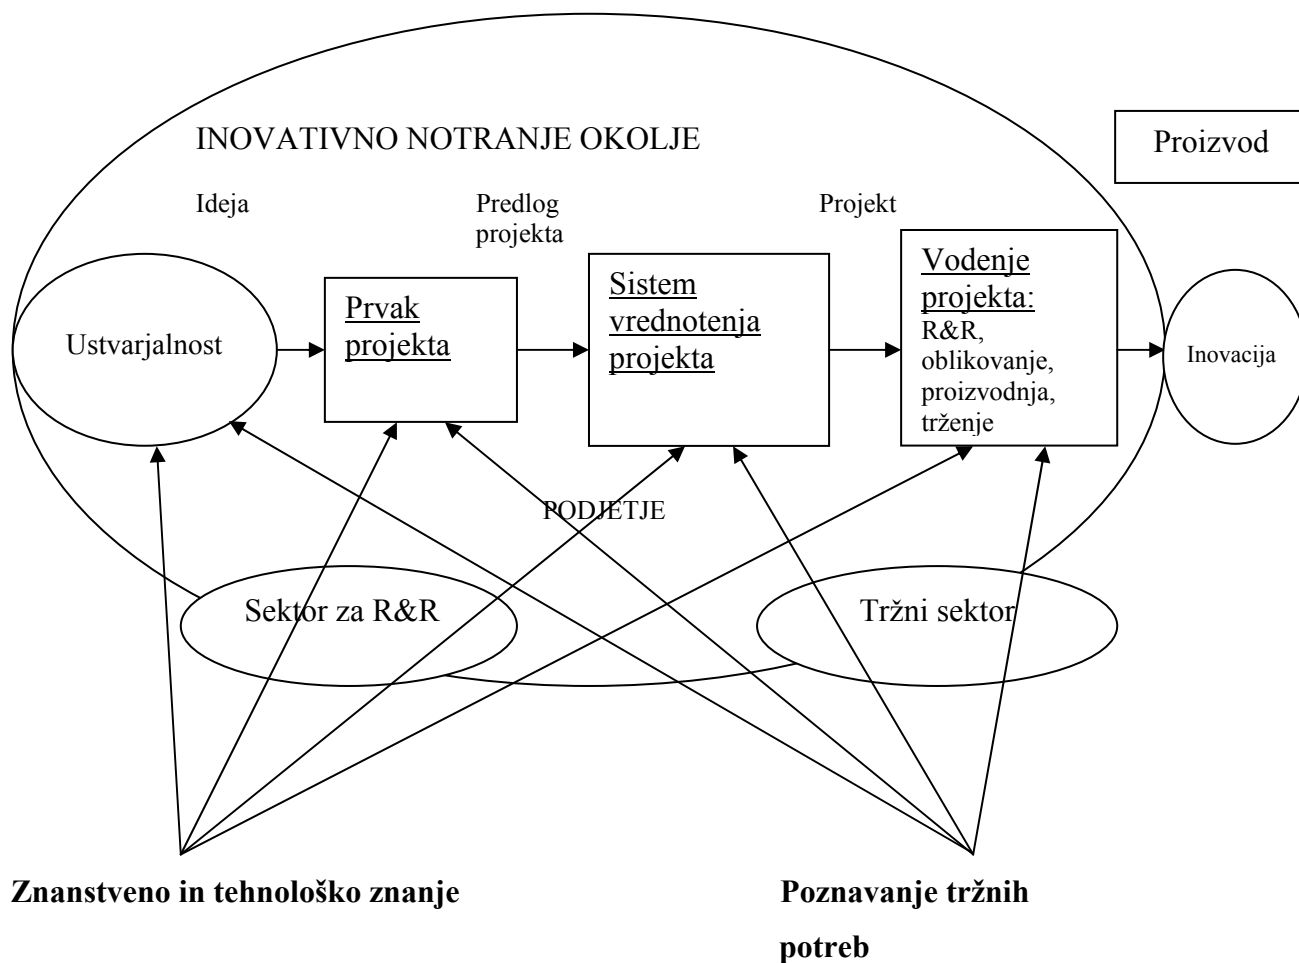 INOVATIVNO NOTRANJE OKOLJE
Proizvod
Ideja
Predlog
projekta
Projekt
Ustvarjalnost
Prvak
projekta
Sistem
vrednotenja
projekta
Vodenje
projekta:
R&R,
oblikovanje,
proizvodnja,
trženje
Inovacija
PODJETJE
Sektor za R&R
Tržni sektor
Znanstveno in tehnološko znanje
Poznavanje tržnih
potreb